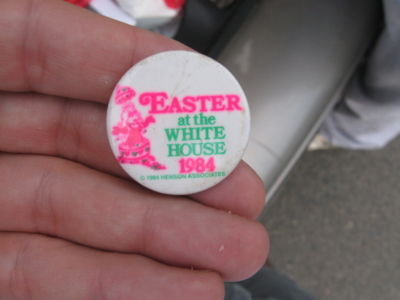 EASTER
at the
WHITE
HOUSE
1984
© 1984 HENSON ASSOCIATES